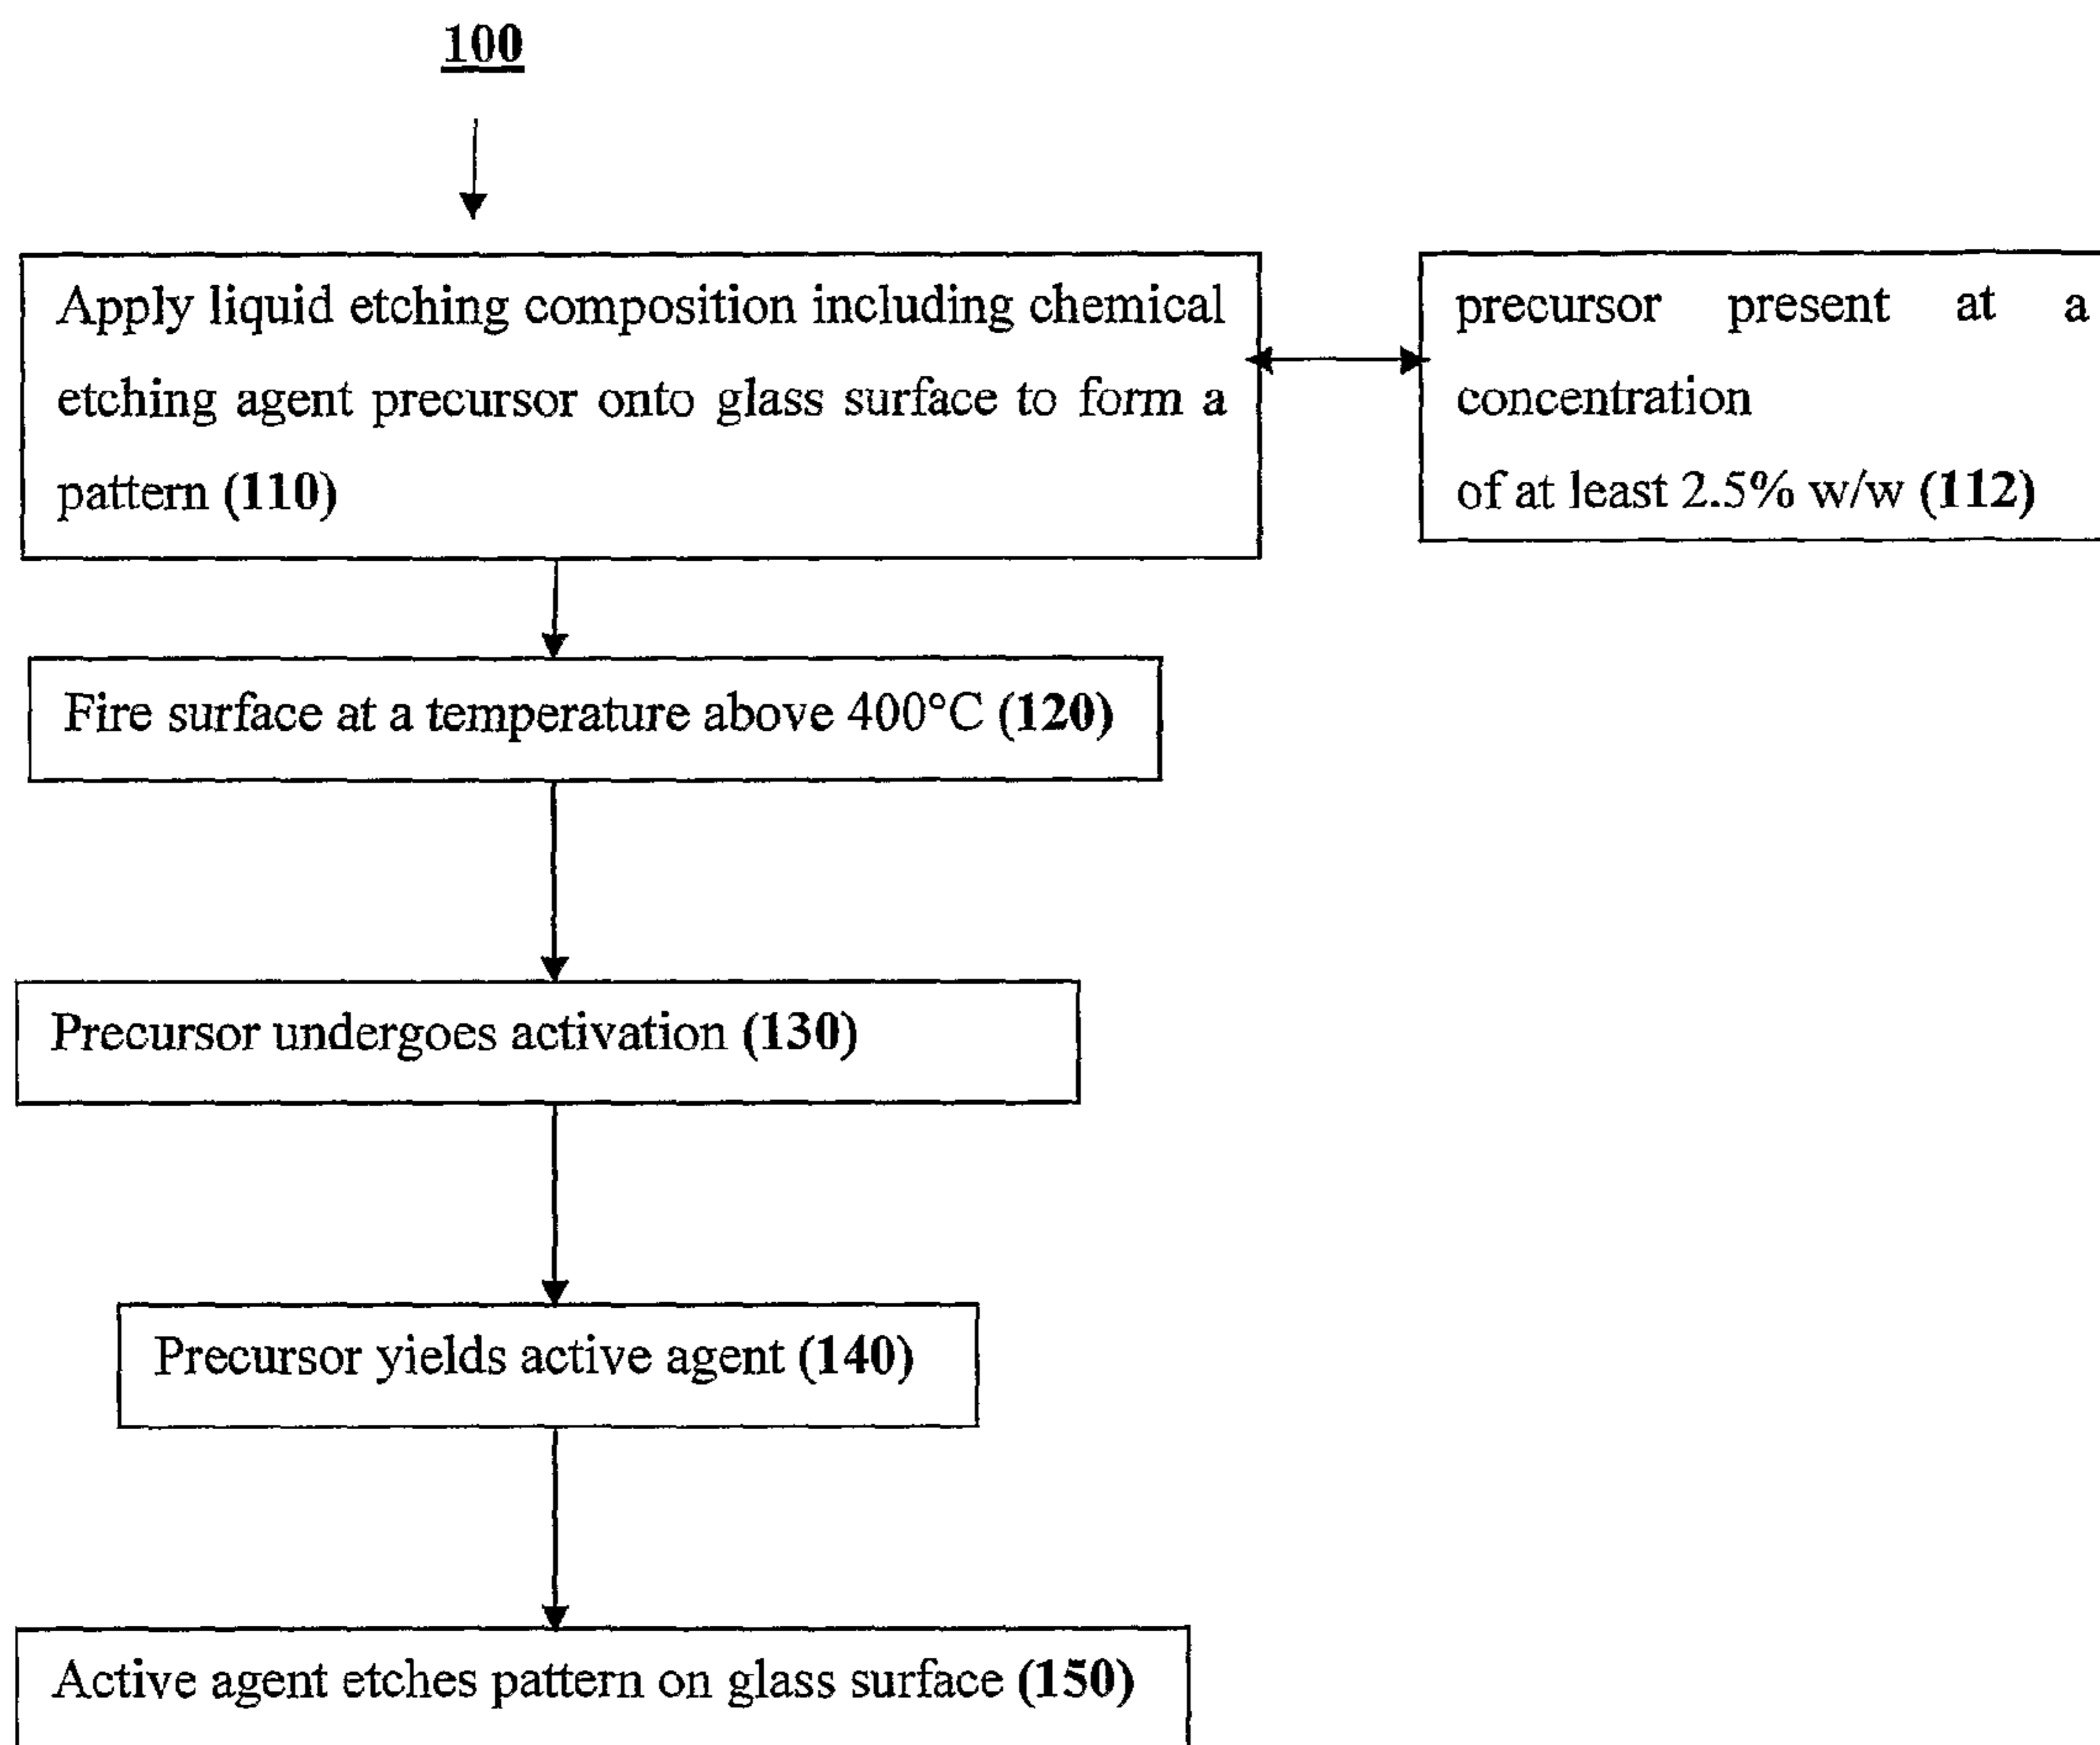 100
Apply liquid etching composition including chemical
etching agent precursor onto glass surface to form a
pattern (110)
precursor present at a
concentration
of at least 2.5% w/w (112)
Fire surface at a temperature above 400°C (120)
Precursor undergoes activation (130)
Precursor yields active agent (140)
Active agent etches pattern on glass surface (150)